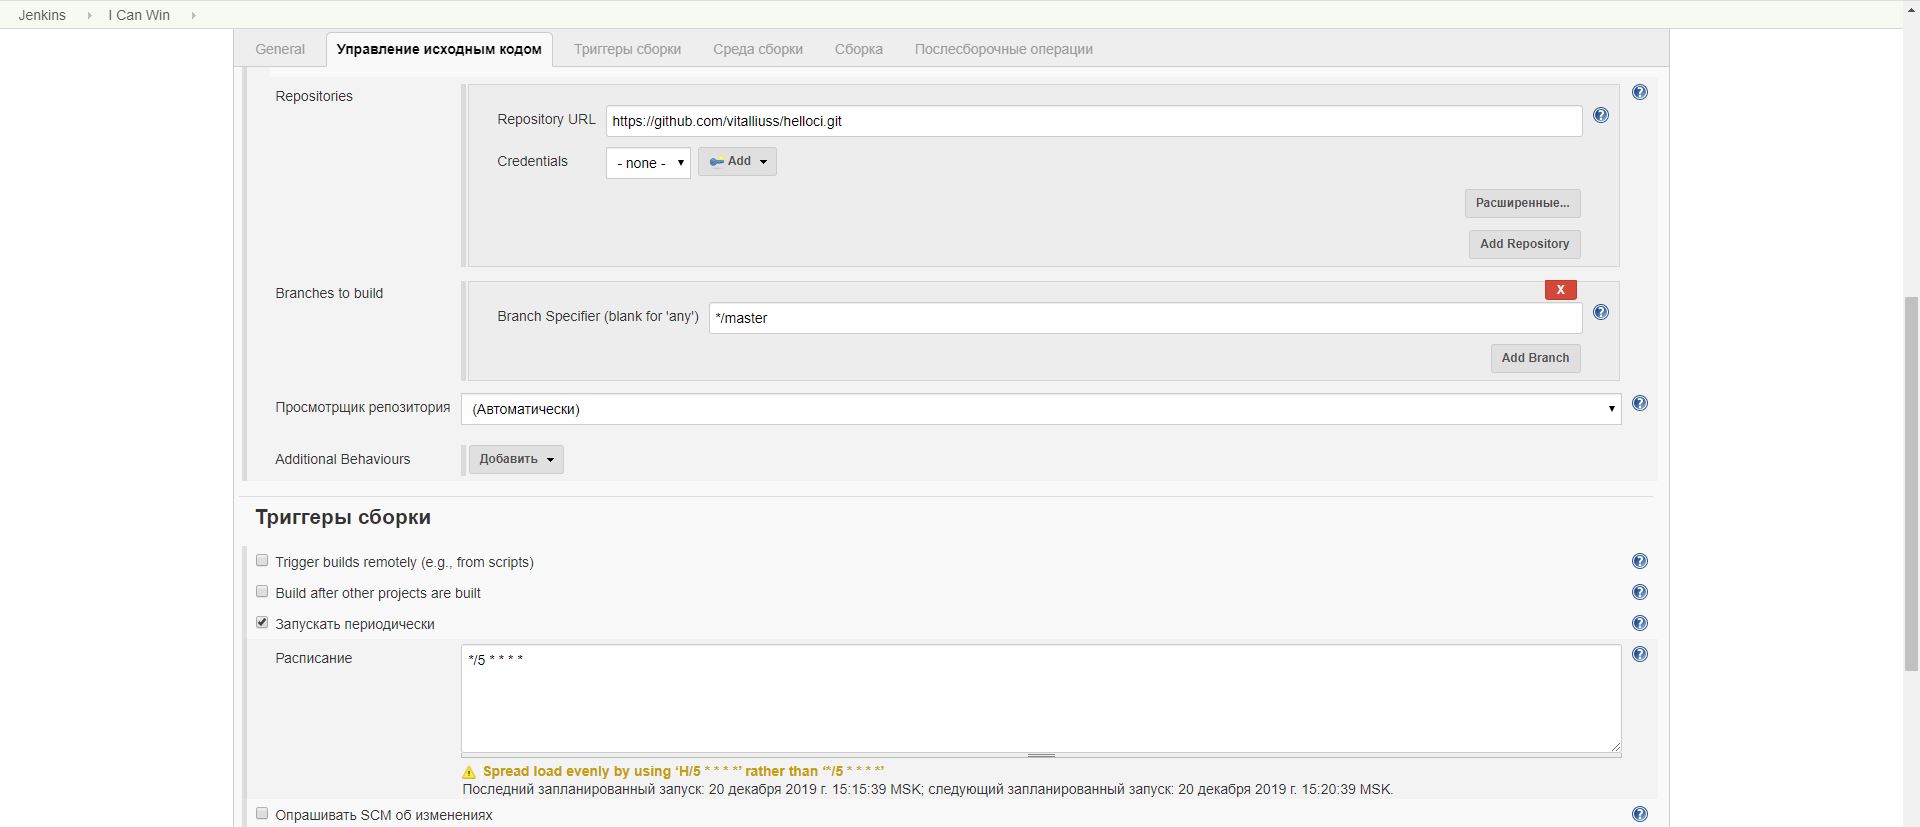 Jenkins I Can Win
General Управление исходным кодом Триггеры сборки Среда сборки Сборка Послесборочные операции
Repositories
Repository URL https://github.com/vitalliuss/helloci.git
Credentials - none - Add
Расширенные...
Add Repository
Branches to build
X
Branch Specifier (blank for 'any') */master
Add Branch
Просмотрщик репозитория (Автоматически)
Additional Behaviours Добавить
Триггеры сборки
Trigger builds remotely (e.g., from scripts)
Build after other projects are built
Запускать периодически
Расписание */5 * * * *
Spread load evenly by using ‘H/5 * * * *’ rather than ‘*/5 * * * *’
Последний запланированный запуск: 20 декабря 2019 г. 15:15:39 MSK; следующий запланированный запуск: 20 декабря 2019 г. 15:20:39 MSK.
Опрашивать SCM об изменениях